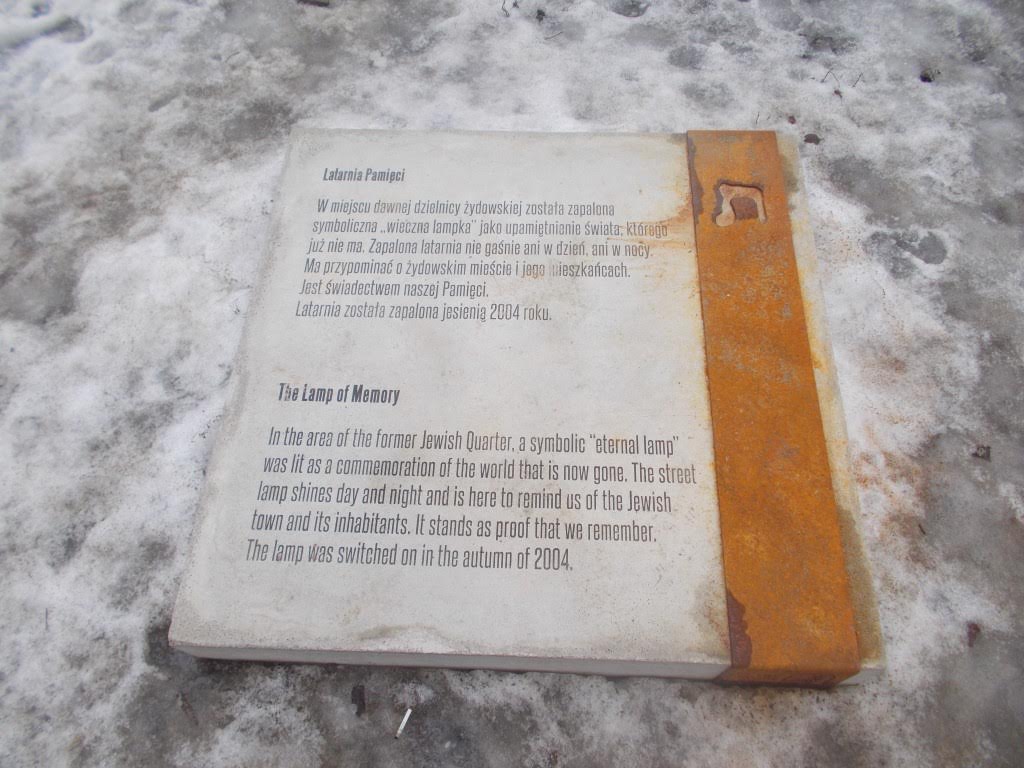 Latarnia Pamięci
W miejscu dawnej dzielnicy żydowskiej została zapalona
symboliczna „wieczna lampka" jako upamiętnianie świata, którego
już nie ma. Zapalona latarnia nie gaśnie ani w dzień, ani w nocy.
Ma przypominać o żydowskim mieście i jego mieszkańcach.
Jest świadectwem naszej Pamięci.
Latarnia została zapalona jesienią 2004 roku.
The Lamp of Memory
In the area of the former Jewish Quarter, a symbolic “eternal lamp”
was lit as a commemoration of the world that is now gone. The street
lamp shines day and night and is here to remind us of the Jewish
town and its inhabitants. It stands as proof that we remember.
The lamp was switched on in the autumn of 2004.
ת